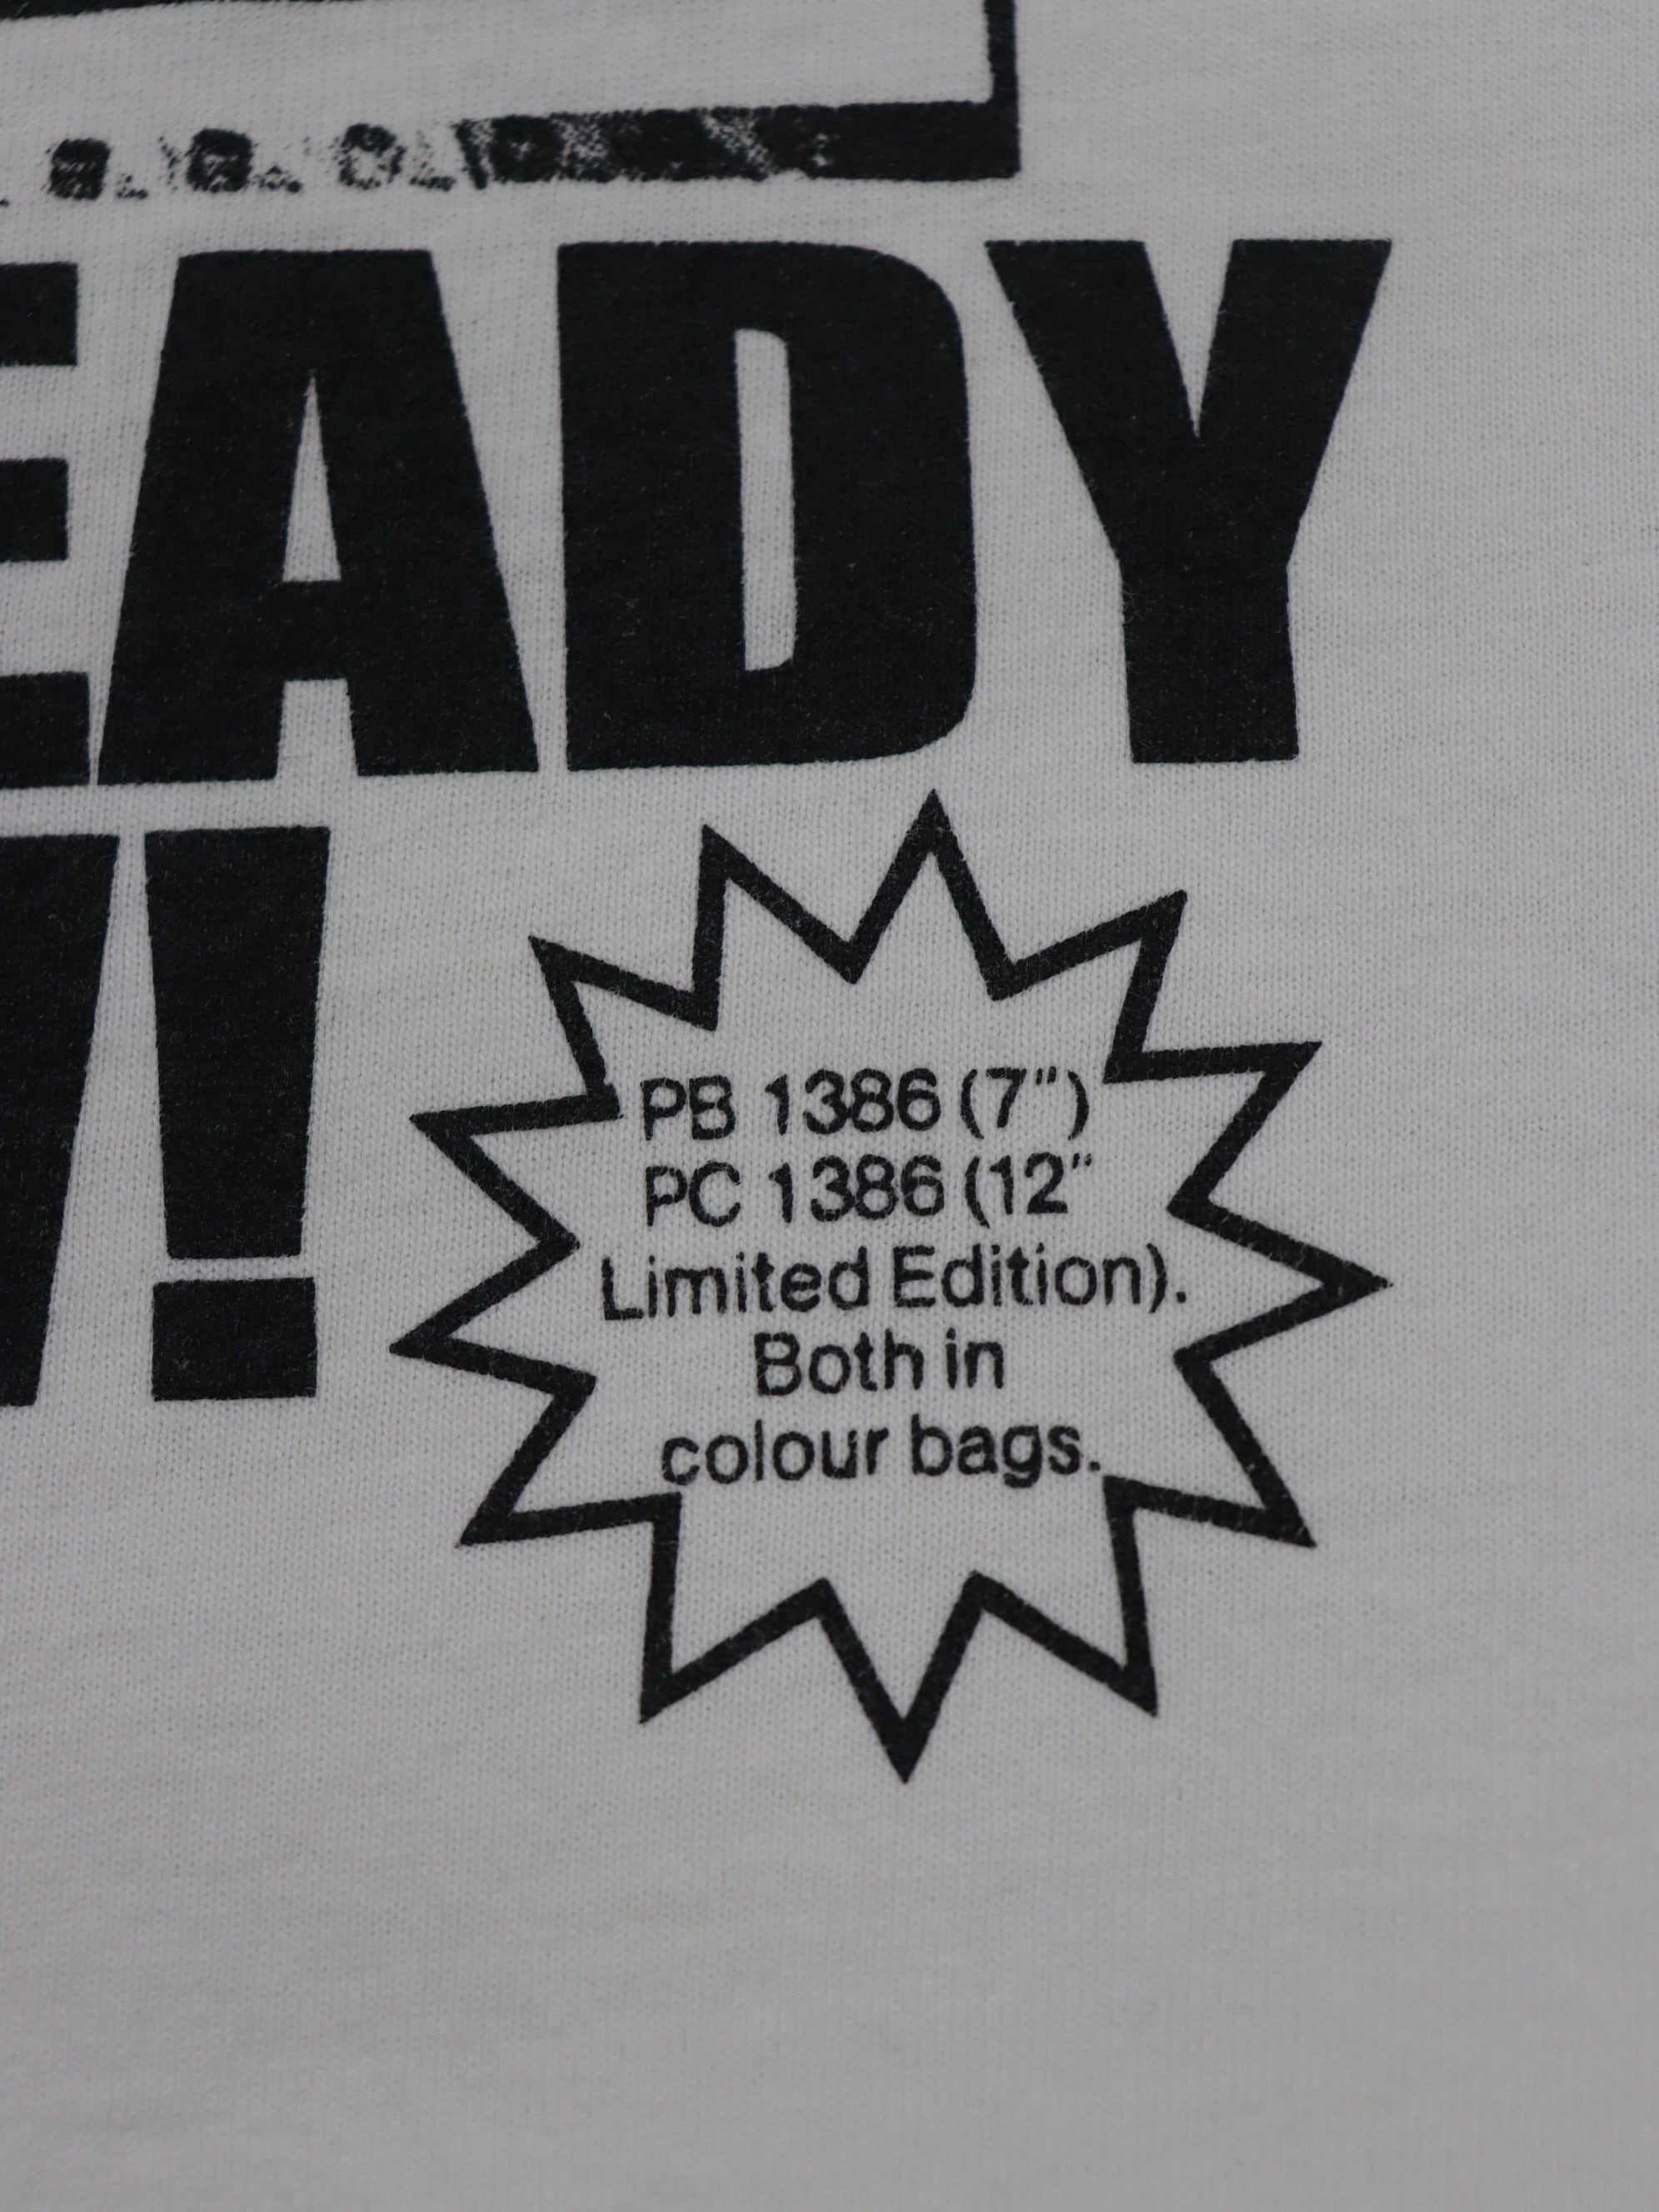 EADY
!
PB 1386 (7")
PC 1386 (12"
Limited Edition).
Both in
colour bags.